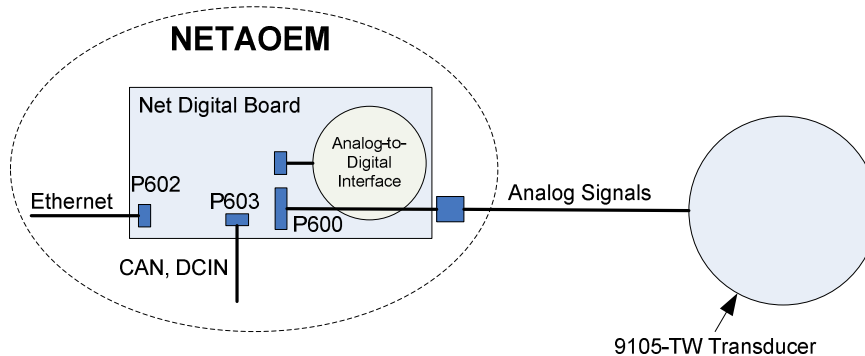 NETAOEM
Net Digital Board
Analog-to-
Digital
Interface
P602
Ethernet
P603
P600
Analog Signals
CAN, DCIN
9105-TW Transducer